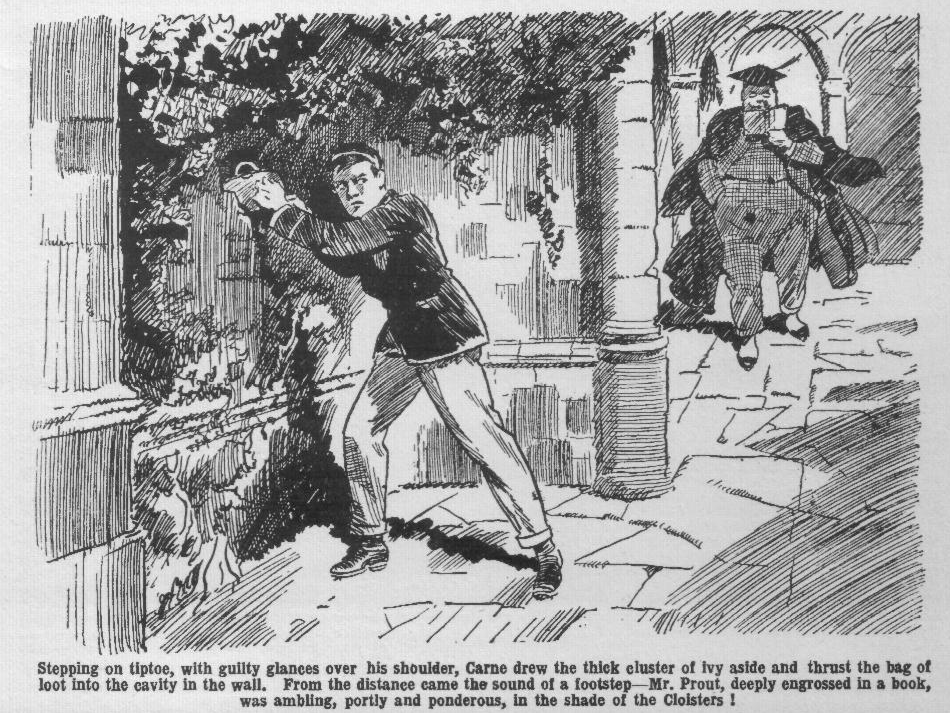 Stepping on tiptoe, with guilty glances over his shoulder, Carne drew the thick cluster of ivy aside and thrust the bag of
loot into the cavity in the wall. From the distance came the sound of a footstep—Mr. Prout, deeply engrossed in a book,
was ambling, portly and ponderous, in the shade of the Cloisters !